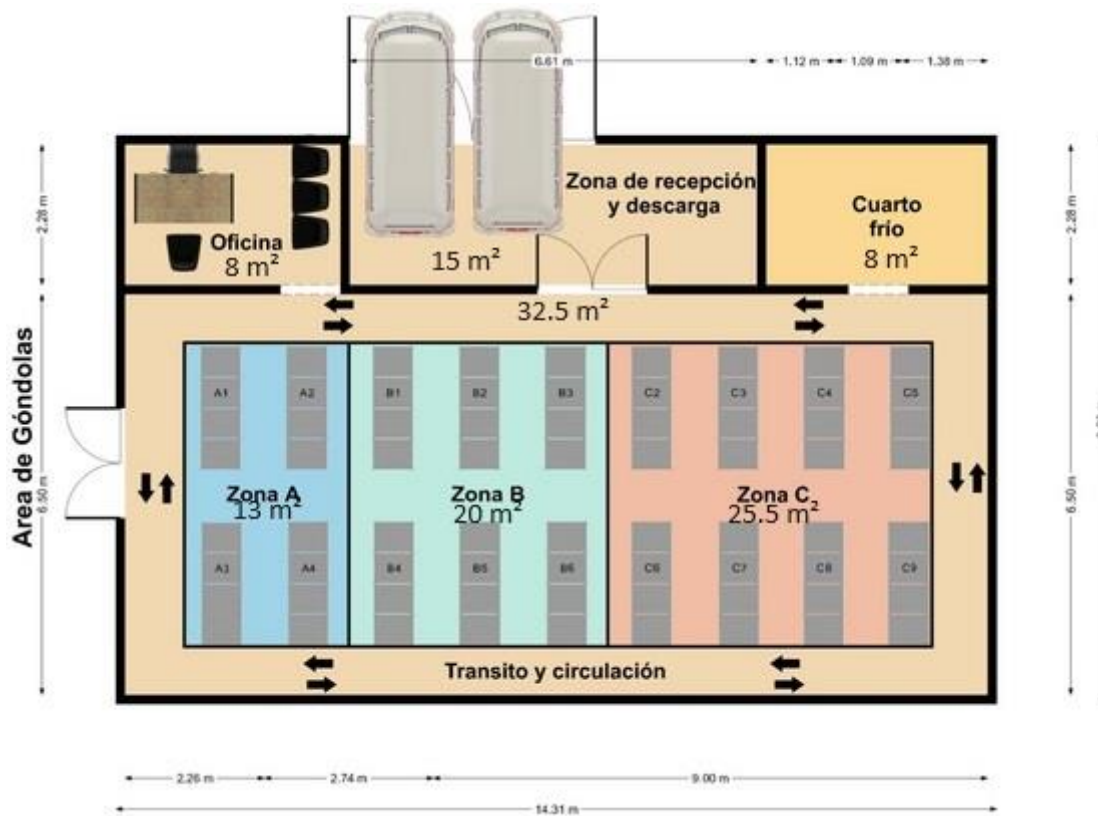 6.61 m
1.12 m
1.09 m
1.38 m
Zona de recepción
y descarga
Cuarto
frio
8 m²
Oficina
8 m²
15 m²
2.28 m
2.28 m
32.5 m²
Area de Góndolas
6.50 m
6.50 m
A1
A2
B1
B2
B3
C2
C3
C4
C5
Zona A
13 m²
Zona B
20 m²
Zona C
25.5 m²
A3
A4
B4
B5
B6
C6
C7
C8
C9
Transito y circulación
2.26 m
2.74 m
9.00 m
14.31 m